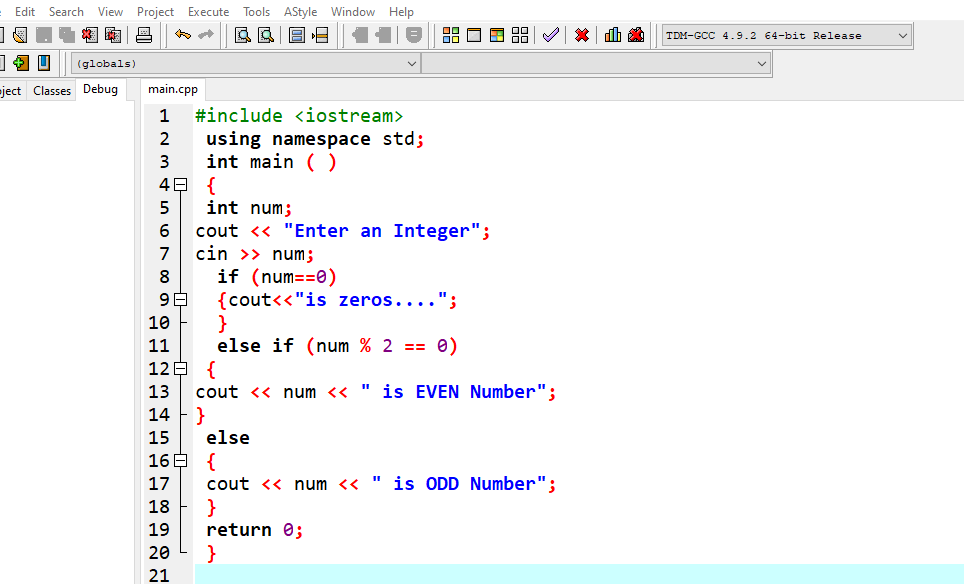 Edit Search View Project Execute Tools AStyle Window Help
TDM-GCC 4.9.2 64-bit Release
(globals)
ject Classes Debug main.cpp
1 #include <iostream>
2 using namespace std;
3 int main ( )
4 {
5 int num;
6 cout << "Enter an Integer";
7 cin >> num;
8 if (num==0)
9 {cout<<"is zeros....";
10 }
11 else if (num % 2 == 0)
12 {
13 cout << num << " is EVEN Number";
14 }
15 else
16 {
17 cout << num << " is ODD Number";
18 }
19 return 0;
20 }
21